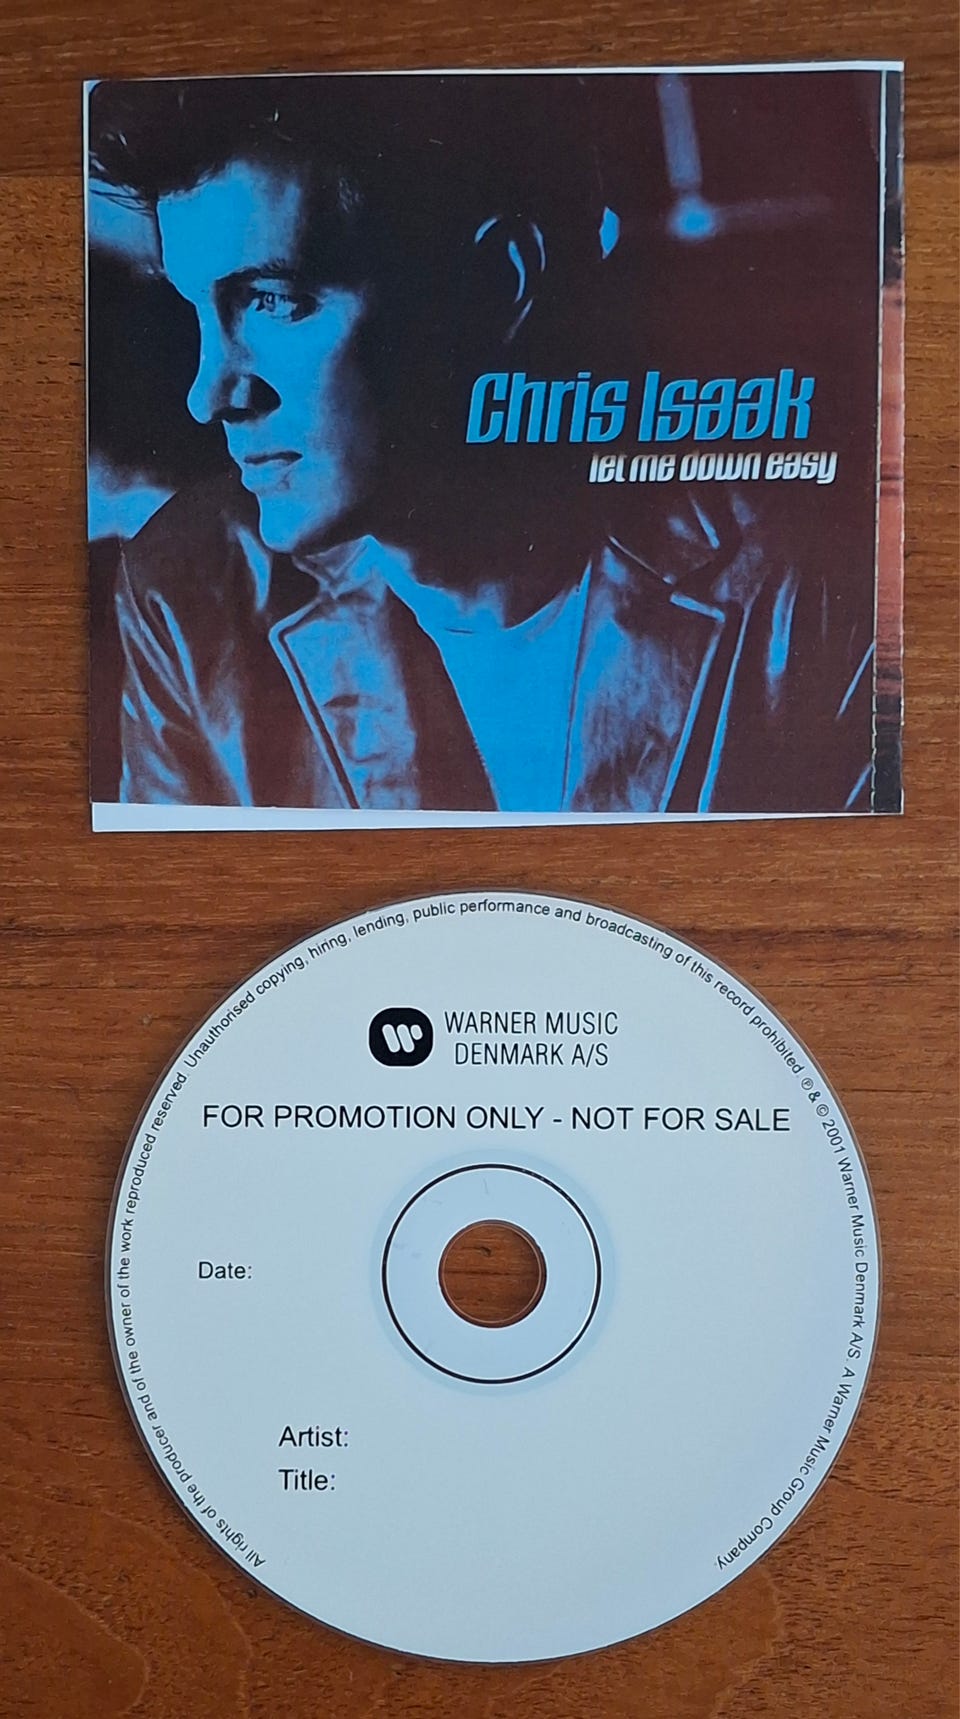 Chris Isaak
let me down easy
All rights of the producer and of the owner of the work reproduced reserved. Unauthorised copying, hiring, lending, public performance and broadcasting of this record prohibited. ℗ & © 2001 Warner Music Denmark A/S. A Warner Music Group Company.
WARNER MUSIC
DENMARK A/S
FOR PROMOTION ONLY - NOT FOR SALE
Date:
Artist:
Title: